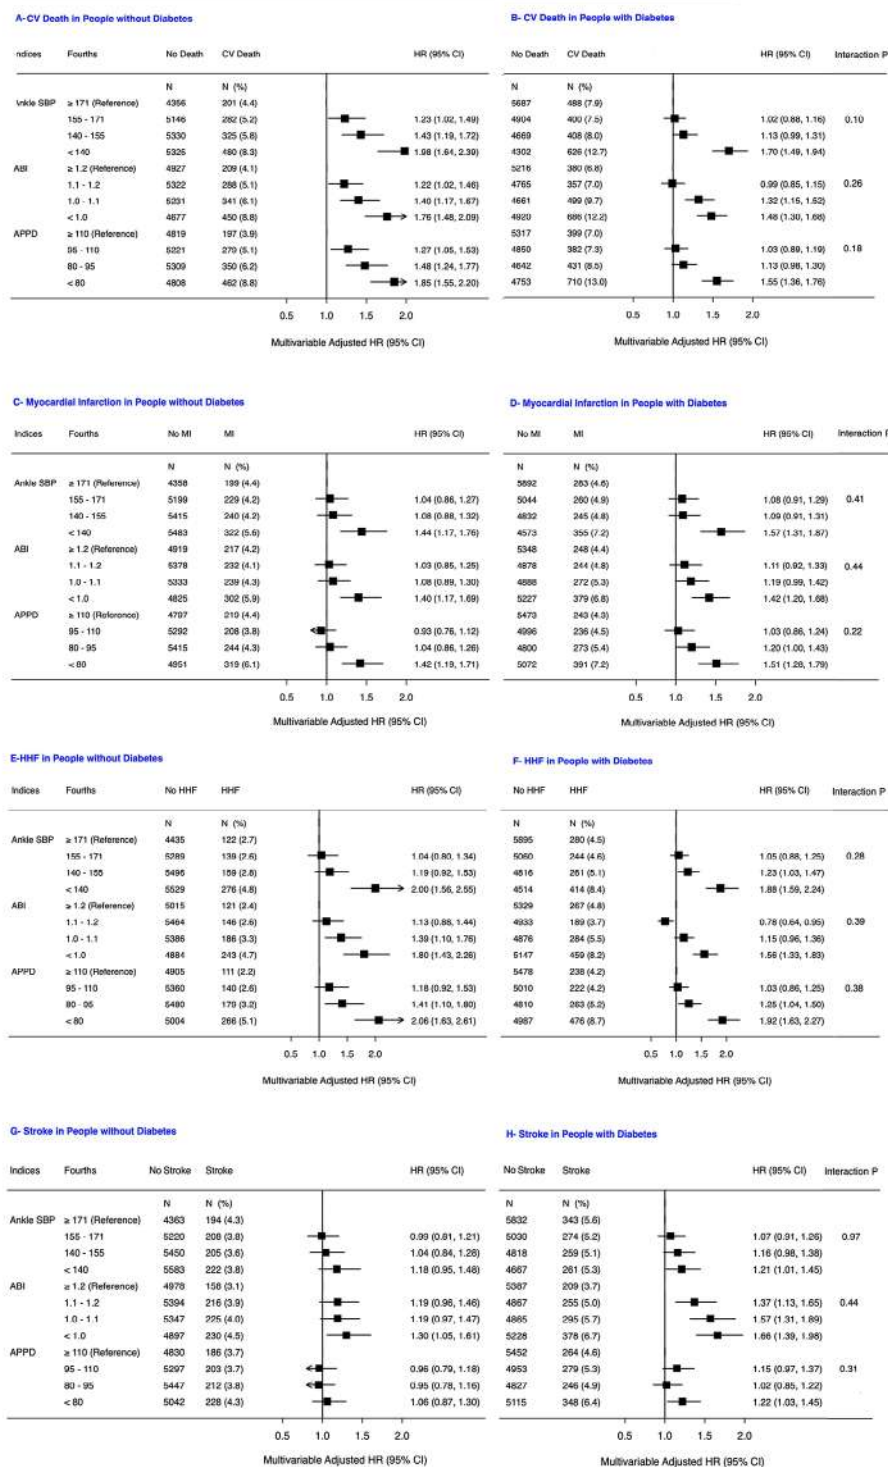 A-CV Death in People without Diabetes
Indices Fourths No Death CV Death HR (95% CI)
N N (%)
Ankle SBP ≥ 171 (Reference) 4356 201 (4.4)
155 - 171 5146 282 (5.2) 1.23 (1.02, 1.49)
140 - 155 5330 325 (5.8) 1.43 (1.19, 1.72)
< 140 5325 480 (8.3) 1.98 (1.64, 2.39)
ABI ≥ 1.2 (Reference) 4927 209 (4.1)
1.1 - 1.2 5322 288 (5.1) 1.22 (1.02, 1.46)
1.0 - 1.1 5231 341 (6.1) 1.40 (1.17, 1.67)
< 1.0 4677 450 (8.8) 1.76 (1.48, 2.09)
APPD ≥ 110 (Reference) 4819 197 (3.9)
95 - 110 5221 279 (5.1) 1.27 (1.05, 1.53)
80 - 95 5309 350 (6.2) 1.48 (1.24, 1.77)
< 80 4808 462 (8.8) 1.85 (1.55, 2.20)
0.5 1.0 1.5 2.0
Multivariable Adjusted HR (95% CI)
B- CV Death in People with Diabetes
No Death CV Death HR (95% CI) Interaction P
N N (%)
5687 488 (7.9)
4904 400 (7.5) 1.02 (0.88, 1.16) 0.10
4669 408 (8.0) 1.13 (0.99, 1.31)
4302 626 (12.7) 1.70 (1.49, 1.94)
5216 380 (6.8)
4765 357 (7.0) 0.99 (0.85, 1.15) 0.26
4661 499 (9.7) 1.32 (1.15, 1.52)
4920 686 (12.2) 1.48 (1.30, 1.68)
5317 399 (7.0)
4850 382 (7.3) 1.03 (0.89, 1.19) 0.18
4642 431 (8.5) 1.13 (0.98, 1.30)
4753 710 (13.0) 1.55 (1.36, 1.76)
0.5 1.0 1.5 2.0
Multivariable Adjusted HR (95% CI)
C- Myocardial Infarction in People without Diabetes
Indices Fourths No MI MI HR (95% CI)
N N (%)
Ankle SBP ≥ 171 (Reference) 4358 199 (4.4)
155 - 171 5199 229 (4.2) 1.04 (0.86, 1.27)
140 - 155 5415 240 (4.2) 1.08 (0.88, 1.32)
< 140 5483 322 (5.6) 1.44 (1.17, 1.76)
ABI ≥ 1.2 (Reference) 4919 217 (4.2)
1.1 - 1.2 5378 232 (4.1) 1.03 (0.85, 1.25)
1.0 - 1.1 5333 239 (4.3) 1.08 (0.89, 1.30)
< 1.0 4825 302 (5.9) 1.40 (1.17, 1.69)
APPD ≥ 110 (Reference) 4797 219 (4.4)
95 - 110 5292 208 (3.8) 0.93 (0.76, 1.12)
80 - 95 5415 244 (4.3) 1.04 (0.86, 1.26)
< 80 4951 319 (6.1) 1.42 (1.19, 1.71)
0.5 1.0 1.5 2.0
Multivariable Adjusted HR (95% CI)
D- Myocardial Infarction in People with Diabetes
No MI MI HR (95% CI) Interaction P
N N (%)
5892 283 (4.6)
5044 260 (4.9) 1.08 (0.91, 1.29) 0.41
4832 245 (4.8) 1.09 (0.91, 1.31)
4573 355 (7.2) 1.57 (1.31, 1.87)
5348 248 (4.4)
4878 244 (4.8) 1.11 (0.92, 1.33) 0.44
4888 272 (5.3) 1.19 (0.99, 1.42)
5227 379 (6.8) 1.42 (1.20, 1.68)
5473 243 (4.3)
4996 236 (4.5) 1.03 (0.86, 1.24) 0.22
4800 273 (5.4) 1.20 (1.00, 1.43)
5072 391 (7.2) 1.51 (1.28, 1.79)
0.5 1.0 1.5 2.0
Multivariable Adjusted HR (95% CI)
E-HHF in People without Diabetes
Indices Fourths No HHF HHF HR (95% CI)
N N (%)
Ankle SBP ≥ 171 (Reference) 4435 122 (2.7)
155 - 171 5289 139 (2.6) 1.04 (0.80, 1.34)
140 - 155 5496 159 (2.8) 1.19 (0.92, 1.53)
< 140 5529 276 (4.8) 2.00 (1.56, 2.55)
ABI ≥ 1.2 (Reference) 5015 121 (2.4)
1.1 - 1.2 5464 146 (2.6) 1.13 (0.88, 1.44)
1.0 - 1.1 5386 186 (3.3) 1.39 (1.10, 1.76)
< 1.0 4884 243 (4.7) 1.80 (1.43, 2.26)
APPD ≥ 110 (Reference) 4905 111 (2.2)
95 - 110 5360 140 (2.6) 1.18 (0.92, 1.53)
80 - 95 5480 179 (3.2) 1.41 (1.10, 1.80)
< 80 5004 266 (5.1) 2.06 (1.63, 2.61)
0.5 1.0 1.5 2.0
Multivariable Adjusted HR (95% CI)
F- HHF in People with Diabetes
No HHF HHF HR (95% CI) Interaction P
N N (%)
5895 280 (4.5)
5060 244 (4.6) 1.05 (0.88, 1.25) 0.28
4816 261 (5.1) 1.23 (1.03, 1.47)
4514 414 (8.4) 1.88 (1.59, 2.24)
5329 267 (4.8)
4933 189 (3.7) 0.78 (0.64, 0.95) 0.39
4876 284 (5.5) 1.15 (0.96, 1.36)
5147 459 (8.2) 1.56 (1.33, 1.83)
5478 238 (4.2)
5010 222 (4.2) 1.03 (0.86, 1.25) 0.38
4810 263 (5.2) 1.25 (1.04, 1.50)
4987 476 (8.7) 1.92 (1.63, 2.27)
0.5 1.0 1.5 2.0
Multivariable Adjusted HR (95% CI)
G- Stroke in People without Diabetes
Indices Fourths No Stroke Stroke HR (95% CI)
N N (%)
Ankle SBP ≥ 171 (Reference) 4363 194 (4.3)
155 - 171 5220 208 (3.8) 0.99 (0.81, 1.21)
140 - 155 5450 205 (3.6) 1.04 (0.84, 1.28)
< 140 5583 222 (3.8) 1.18 (0.95, 1.48)
ABI ≥ 1.2 (Reference) 4978 158 (3.1)
1.1 - 1.2 5394 216 (3.9) 1.19 (0.96, 1.46)
1.0 - 1.1 5347 225 (4.0) 1.19 (0.97, 1.47)
< 1.0 4897 230 (4.5) 1.30 (1.05, 1.61)
APPD ≥ 110 (Reference) 4830 186 (3.7)
95 - 110 5297 203 (3.7) 0.96 (0.79, 1.18)
80 - 95 5447 212 (3.8) 0.95 (0.78, 1.16)
< 80 5042 228 (4.3) 1.06 (0.87, 1.30)
0.5 1.0 1.5 2.0
Multivariable Adjusted HR (95% CI)
H- Stroke in People with Diabetes
No Stroke Stroke HR (95% CI) Interaction P
N N (%)
5832 343 (5.6)
5030 274 (5.2) 1.07 (0.91, 1.26) 0.97
4818 259 (5.1) 1.16 (0.98, 1.38)
4667 261 (5.3) 1.21 (1.01, 1.45)
5387 209 (3.7)
4867 255 (5.0) 1.37 (1.13, 1.65) 0.44
4865 295 (5.7) 1.57 (1.31, 1.89)
5228 378 (6.7) 1.66 (1.39, 1.98)
5452 264 (4.6)
4953 279 (5.3) 1.15 (0.97, 1.37) 0.31
4827 246 (4.9) 1.02 (0.85, 1.22)
5115 348 (6.4) 1.22 (1.03, 1.45)
0.5 1.0 1.5 2.0
Multivariable Adjusted HR (95% CI)